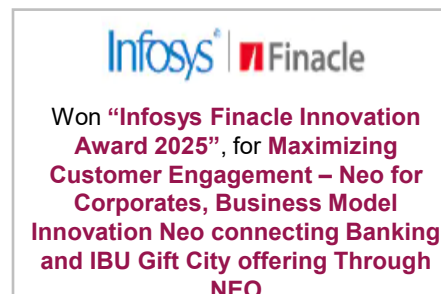 Infosys® | Finacle
Won “Infosys Finacle Innovation
Award 2025”, for Maximizing
Customer Engagement – Neo for
Corporates, Business Model
Innovation Neo connecting Banking
and IBU Gift City offering Through
NEO